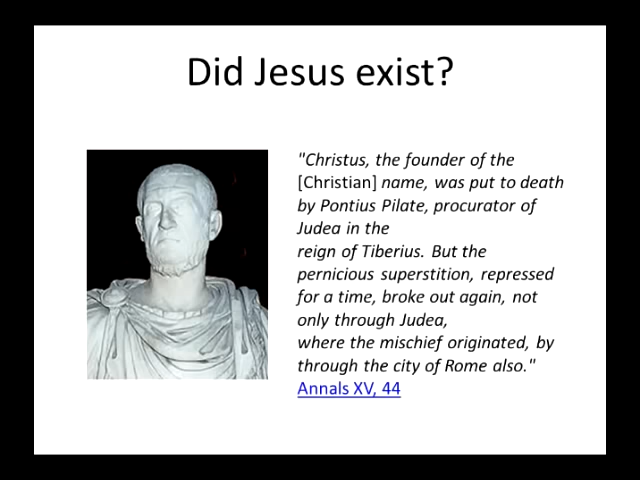 Did Jesus exist?
"Christus, the founder of the
[Christian] name, was put to death
by Pontius Pilate, procurator of
Judea in the
reign of Tiberius. But the
pernicious superstition, repressed
for a time, broke out again, not
only through Judea,
where the mischief originated, by
through the city of Rome also."
Annals XV, 44